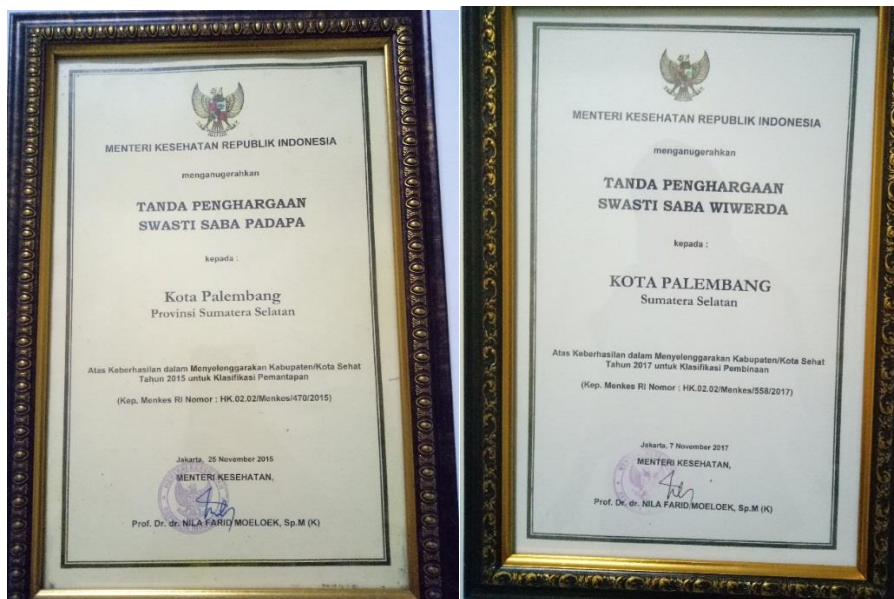 MENTERI KESEHATAN REPUBLIK INDONESIA
menganugerahkan
TANDA PENGHARGAAN
SWASTI SABA PADAPA
kepada :
Kota Palembang
Provinsi Sumatera Selatan
Atas Keberhasilan dalam Menyelenggarakan Kabupaten/Kota Sehat
Tahun 2015 untuk Klasifikasi Pemantapan
(Kep. Menkes RI Nomor : HK.02.02/Menkes/470/2015)
Jakarta, 25 November 2015
MENTERI KESEHATAN,
Prof. Dr. dr. NILA FARID MOELOEK, Sp.M (K)
MENTERI KESEHATAN REPUBLIK INDONESIA
menganugerahkan
TANDA PENGHARGAAN
SWASTI SABA WIWERDA
kepada :
KOTA PALEMBANG
Sumatera Selatan
Atas Keberhasilan dalam Menyelenggarakan Kabupaten/Kota Sehat
Tahun 2017 untuk Klasifikasi Pembinaan
(Kep. Menkes RI Nomor : HK.02.02/Menkes/558/2017)
Jakarta, 7 November 2017
MENTERI KESEHATAN,
Prof. Dr. dr. NILA FARID MOELOEK, Sp.M (K)